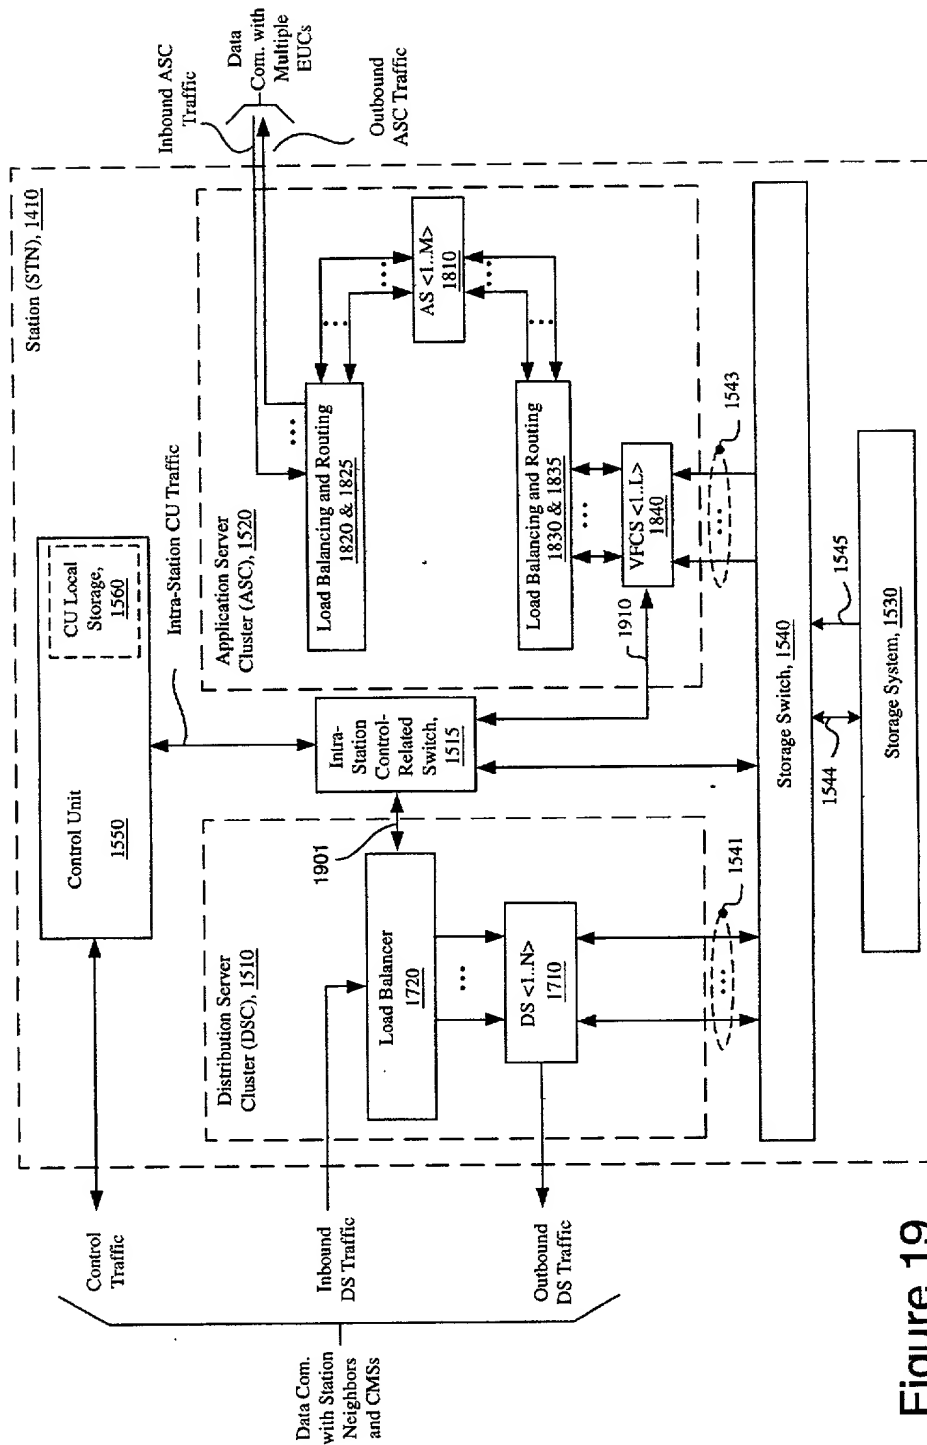 Station (STN), 1410
Control Unit
1550
CU Local
Storage,
1560
Control
Traffic
Intra-Station CU Traffic
Data Com.
with Station
Neighbors
and CMSs
Inbound
DS Traffic
Outbound
DS Traffic
Distribution Server
Cluster (DSC), 1510
Load Balancer
1720
...
DS <1..N>
1710
1901
Intra-
Station
Control-
Related
Switch,
1515
Application Server
Cluster (ASC), 1520
Load Balancing and Routing
1820 & 1825
...
AS <1..M>
1810
...
...
...
...
Load Balancing and Routing
1830 & 1835
...
VFCS <1..L>
1840
1910
Inbound ASC
Traffic
Data
Com. with
Multiple
EUCs
Outbound
ASC Traffic
...
1541
...
1543
Storage Switch, 1540
1544
1545
Storage System, 1530
Figure 19